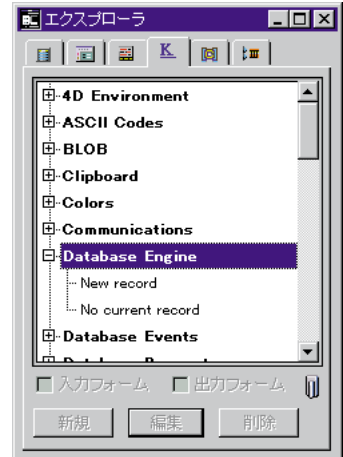 エクスプローラ
K
4D Environment
ASCII Codes
BLOB
Clipboard
Colors
Communications
Database Engine
New record
No current record
Database Events
入力フォーム 出力フォーム
新規 編集 削除